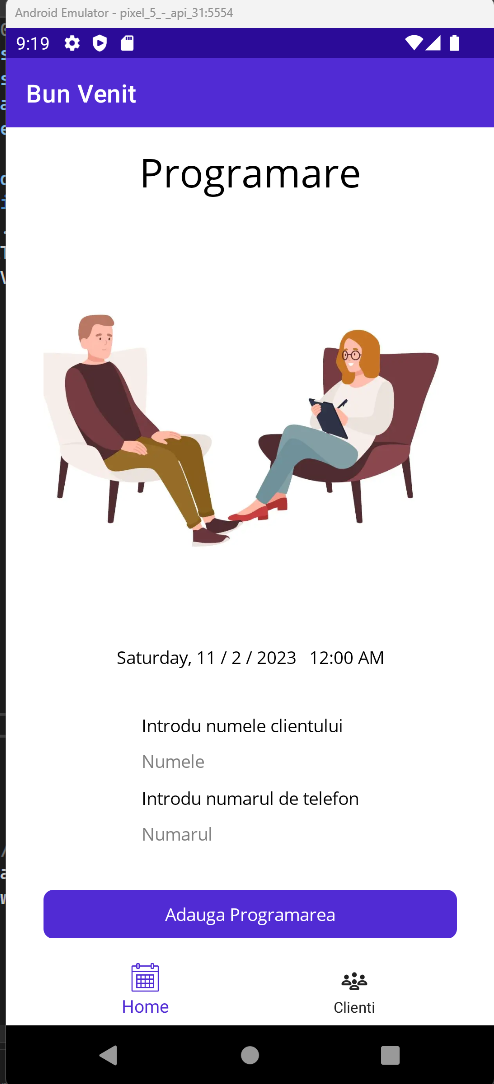 Android Emulator - pixel_5_-_api_31:5554
9:19
Bun Venit
Programare
Saturday, 11 / 2 / 2023 12:00 AM
Introdu numele clientului
Numele
Introdu numarul de telefon
Numarul
Adauga Programarea
Home
Clienti